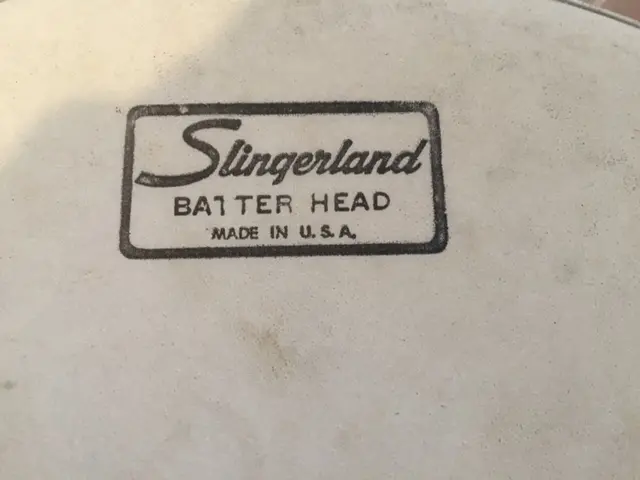 Slingerland
BATTER HEAD
MADE IN U.S.A.